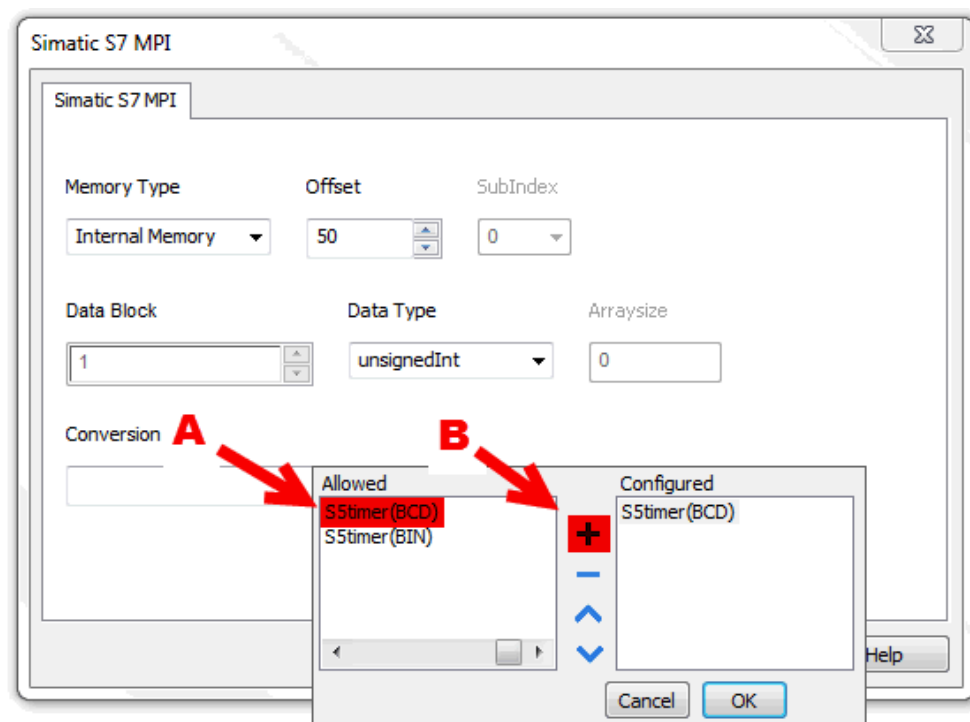 Simatic S7 MPI
Simatic S7 MPI
Memory Type Offset SubIndex
Internal Memory 50 0
Data Block Data Type Arraysize
1 unsignedInt 0
Conversion A B
Allowed Configured
S5timer(BCD) S5timer(BCD)
S5timer(BIN)
Help
Cancel OK